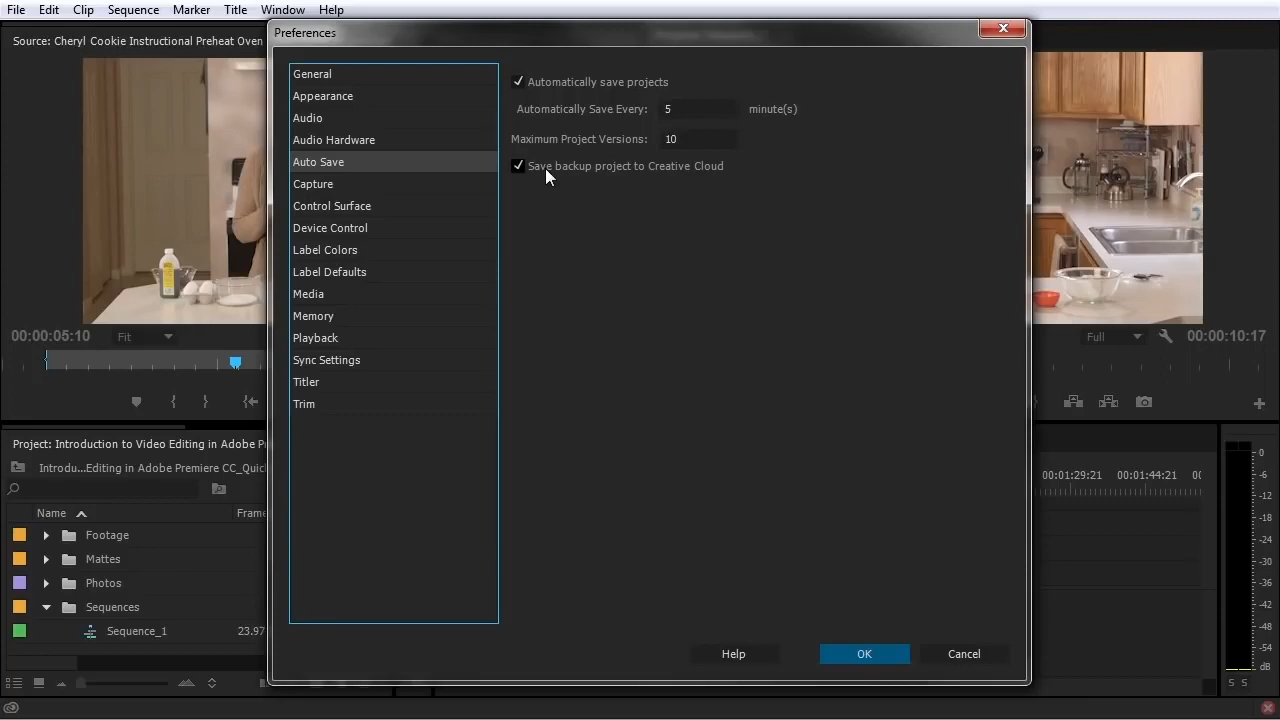 File Edit Clip Sequence Marker Title Window Help
Preferences
Source: Cheryl Cookie Instructional Preheat Oven
General
Appearance
Audio
Audio Hardware
Auto Save
Capture
Control Surface
Device Control
Label Colors
Label Defaults
Media
Memory
Playback
Sync Settings
Titler
Trim
Automatically save projects
Automatically Save Every: 5 minute(s)
Maximum Project Versions: 10
Save backup project to Creative Cloud
Help OK Cancel
00:00:05:10 Fit
Full 00:00:10:17
Project: Introduction to Video Editing in Adobe P
Introdu...Editing in Adobe Premiere CC_Quic
Name Frame
Footage
Mattes
Photos
Sequences
Sequence_1 23.97
00:01:29:21 00:01:44:21 00
0
-6
-12
-18
-24
-30
-36
-42
-48
-54
dB
S S